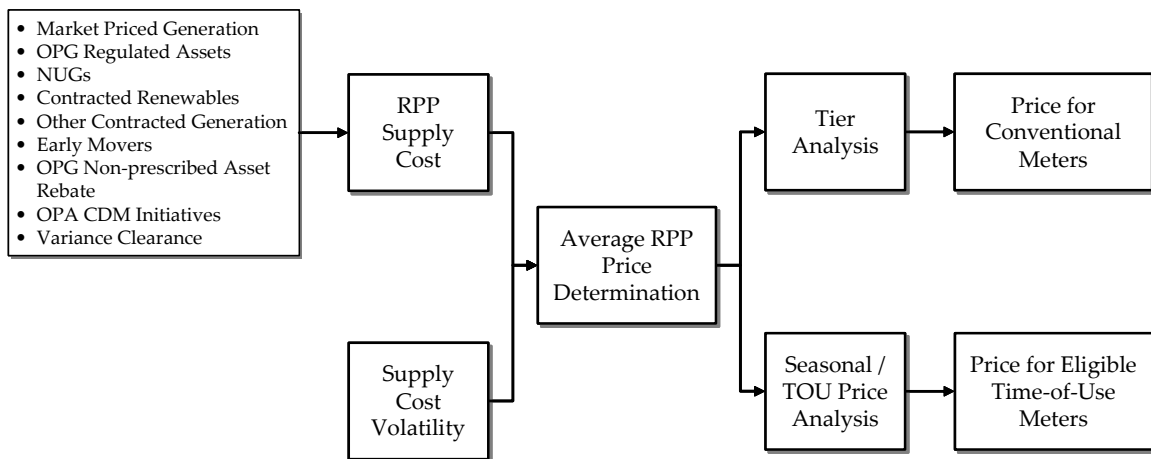 • Market Priced Generation
• OPG Regulated Assets
• NUGs
• Contracted Renewables
• Other Contracted Generation
• Early Movers
• OPG Non-prescribed Asset
Rebate
• OPA CDM Initiatives
• Variance Clearance
RPP
Supply
Cost
Supply
Cost
Volatility
Average RPP
Price
Determination
Tier
Analysis
Price for
Conventional
Meters
Seasonal /
TOU Price
Analysis
Price for Eligible
Time-of-Use
Meters